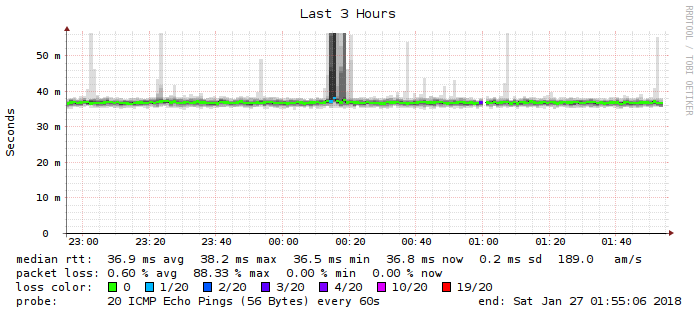 Last 3 Hours
RRDTOOL / TOBI OETIKER
Seconds
50 m
40 m
30 m
20 m
10 m
0
23:00 23:20 23:40 00:00 00:20 00:40 01:00 01:20 01:40
median rtt: 36.9 ms avg 38.2 ms max 36.5 ms min 36.8 ms now 0.2 ms sd 189.0 am/s
packet loss: 0.60 % avg 88.33 % max 0.00 % min 0.00 % now
loss color: 0 1/20 2/20 3/20 4/20 10/20 19/20
probe: 20 ICMP Echo Pings (56 Bytes) every 60s end: Sat Jan 27 01:55:06 2018